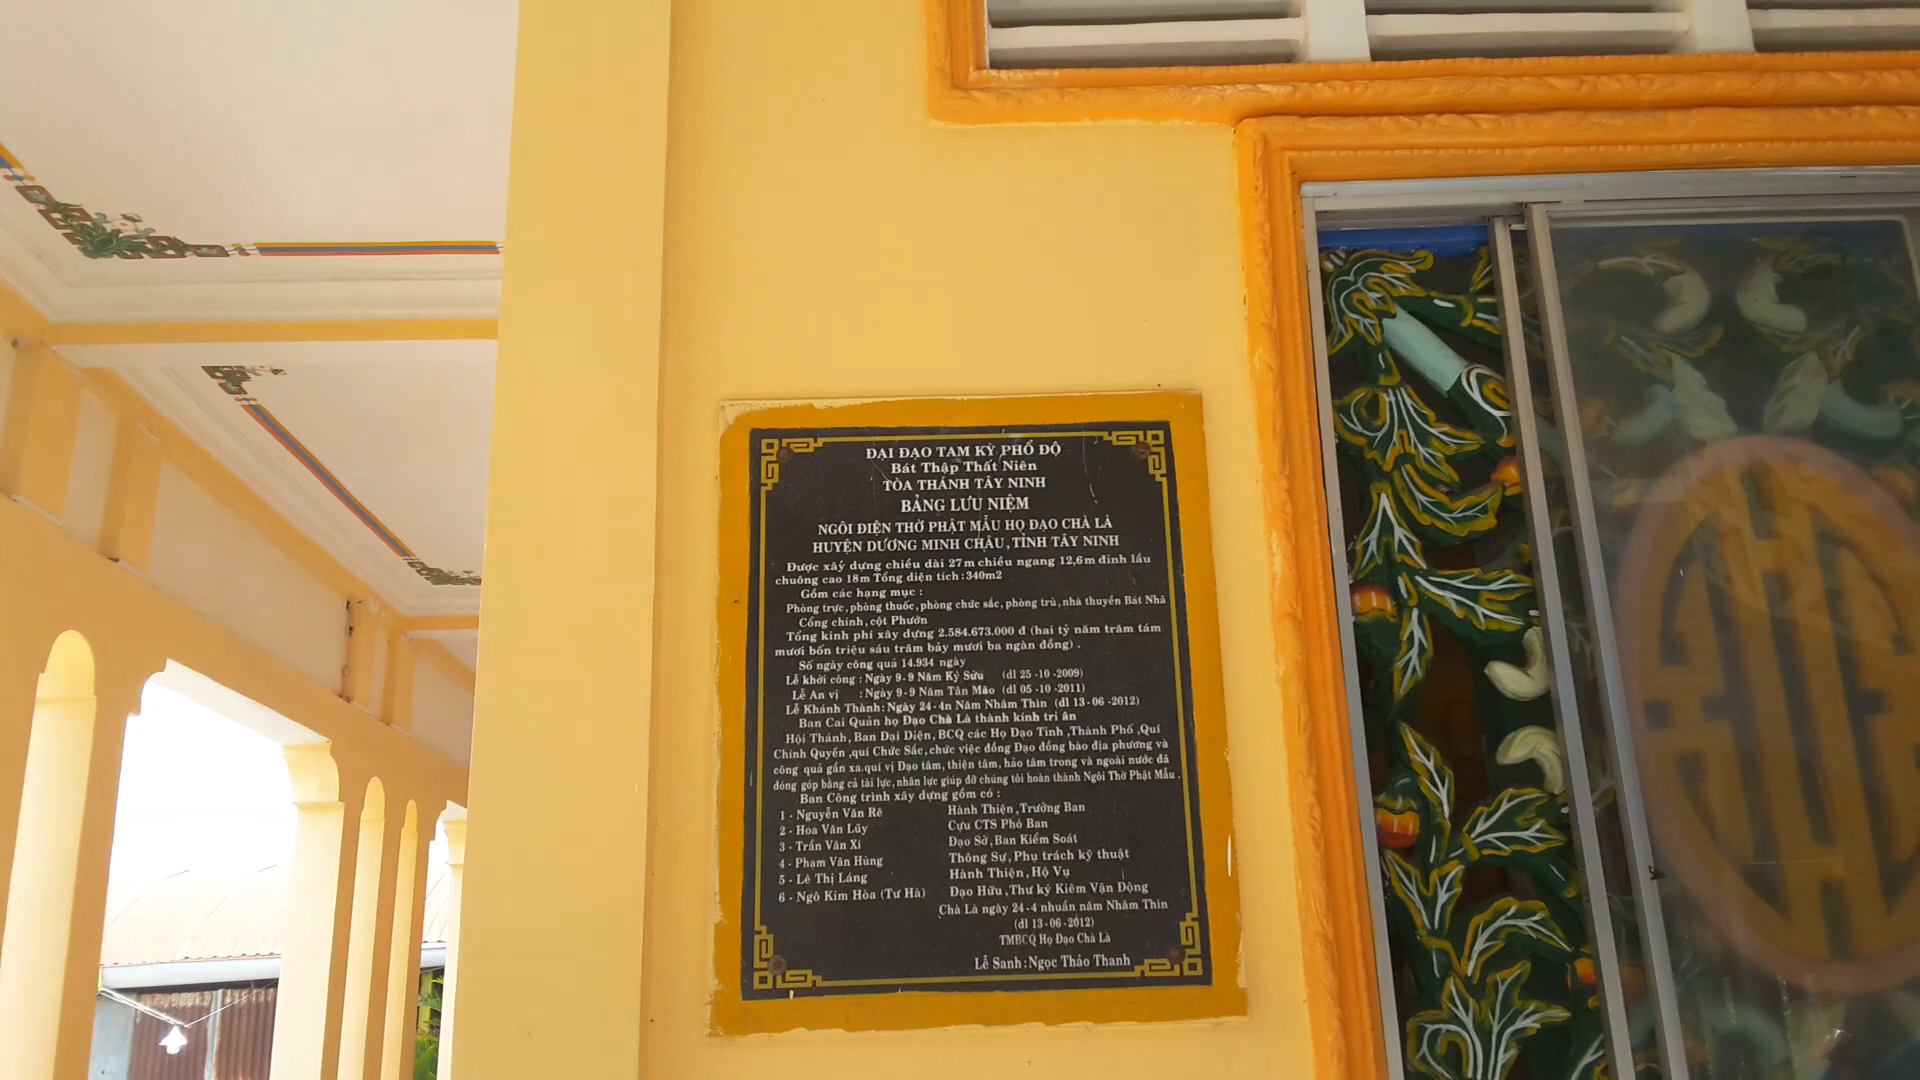 ĐẠI ĐẠO TAM KỲ PHỔ ĐỘ
Bát Thập Thất Niên
TÒA THÁNH TÂY NINH
BẢNG LƯU NIỆM
NGÔI ĐIỆN THỜ PHẬT MẪU HỌ ĐẠO CHÀ LÀ
HUYỆN DƯƠNG MINH CHÂU, TỈNH TÂY NINH
Được xây dựng chiều dài 27m chiều ngang 12,6m đỉnh lầu
chuông cao 18m Tổng diện tích:340m2
Gồm các hạng mục :
Phòng trực, phòng thuốc, phòng chức sắc, phòng trù, nhà thuyền Bát Nhã
Cổng chính, cột Phướn
Tổng kinh phí xây dựng 2.584.673.000 đ (hai tỷ năm trăm tám
mươi bốn triệu sáu trăm bảy mươi ba ngàn đồng) .
Số ngày công quả 14.934 ngày
Lễ khởi công : Ngày 9-9 Năm Kỷ Sửu (dl 25-10-2009)
Lễ An vị : Ngày 9-9 Năm Tân Mão (dl 05-10-2011)
Lễ Khánh Thành: Ngày 24-4n Năm Nhâm Thìn (dl 13-06-2012)
Ban Cai Quản họ Đạo Chà Là thành kính tri ân
Hội Thánh, Ban Đại Diện, BCQ các Họ Đạo Tỉnh ,Thành Phố ,Quí
Chính Quyền ,quí Chức Sắc, chức việc đồng Đạo đồng bào địa phương và
công quả gần xa.quí vị Đạo tâm, thiện tâm, hảo tâm trong và ngoài nước đã
đóng góp bằng cả tài lực, nhân lực giúp đỡ chúng tôi hoàn thành Ngôi Thờ Phật Mẫu .
Ban Công trình xây dựng gồm có :
1 - Nguyễn Văn Rê Hành Thiện, Trưởng Ban
2 - Hoa Văn Lũy Cựu CTS Phó Ban
3 - Trần Văn Xí Đạo Sở, Ban Kiểm Soát
4 - Phạm Văn Hùng Thông Sự, Phụ trách kỹ thuật
5 - Lê Thị Láng Hành Thiện, Hộ Vụ
6 - Ngô Kim Hòa (Tư Hà) Đạo Hữu, Thư ký Kiêm Vận Động
Chà Là ngày 24-4 nhuần năm Nhâm Thìn
(dl 13-06-2012)
TMBCQ Họ Đạo Chà Là
Lễ Sanh: Ngọc Thảo Thanh